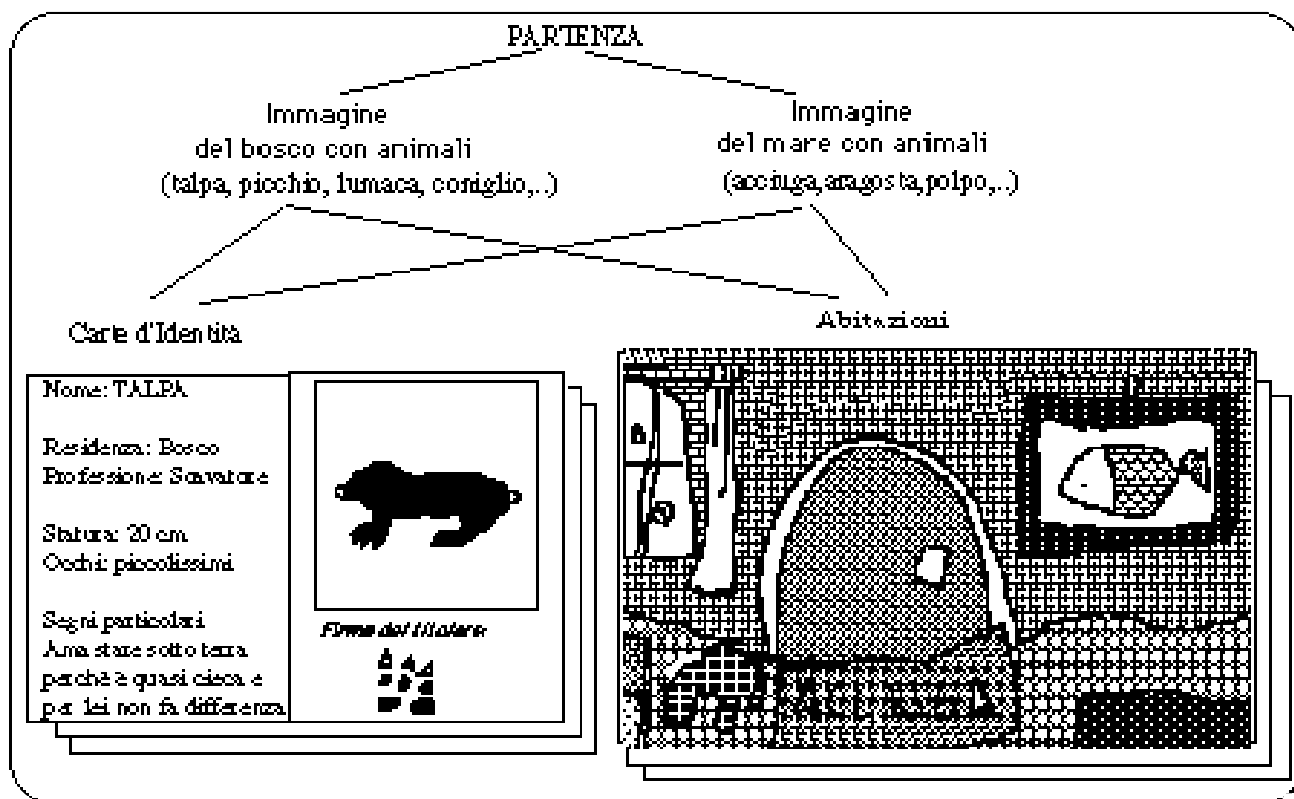 PARTENZA
Immagine
del bosco con animali
(talpa, picchio, lumaca, coniglio,..)
Immagine
del mare con animali
(acciuga,aragosta,polpo,..)
Carte d'Identità
Abitazioni
Nome: TALPA
Residenza: Bosco
Professione: Scavatore
Statura: 20 cm
Occhi: piccolissimi
Segni particolari
Ama stare sotto terra
perchè è quasi cieca e
per lei non fa differenza
Firma del titolare: